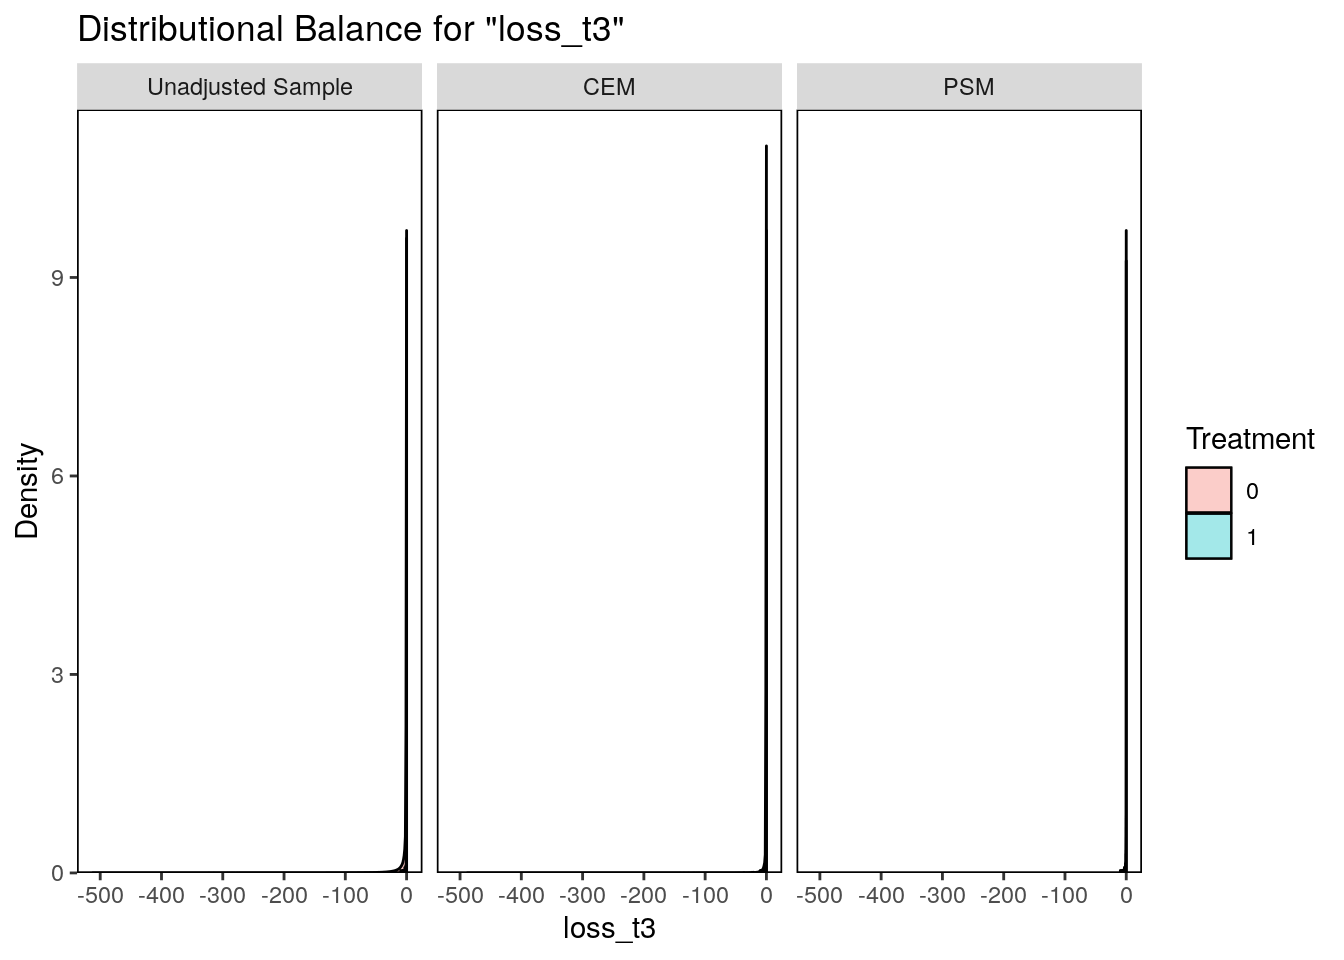 Distributional Balance for "loss_t3"
Unadjusted Sample CEM PSM
9
6
3
0
Density
-500 -400 -300 -200 -100 0 -500 -400 -300 -200 -100 0 -500 -400 -300 -200 -100 0
loss_t3
Treatment
0
1